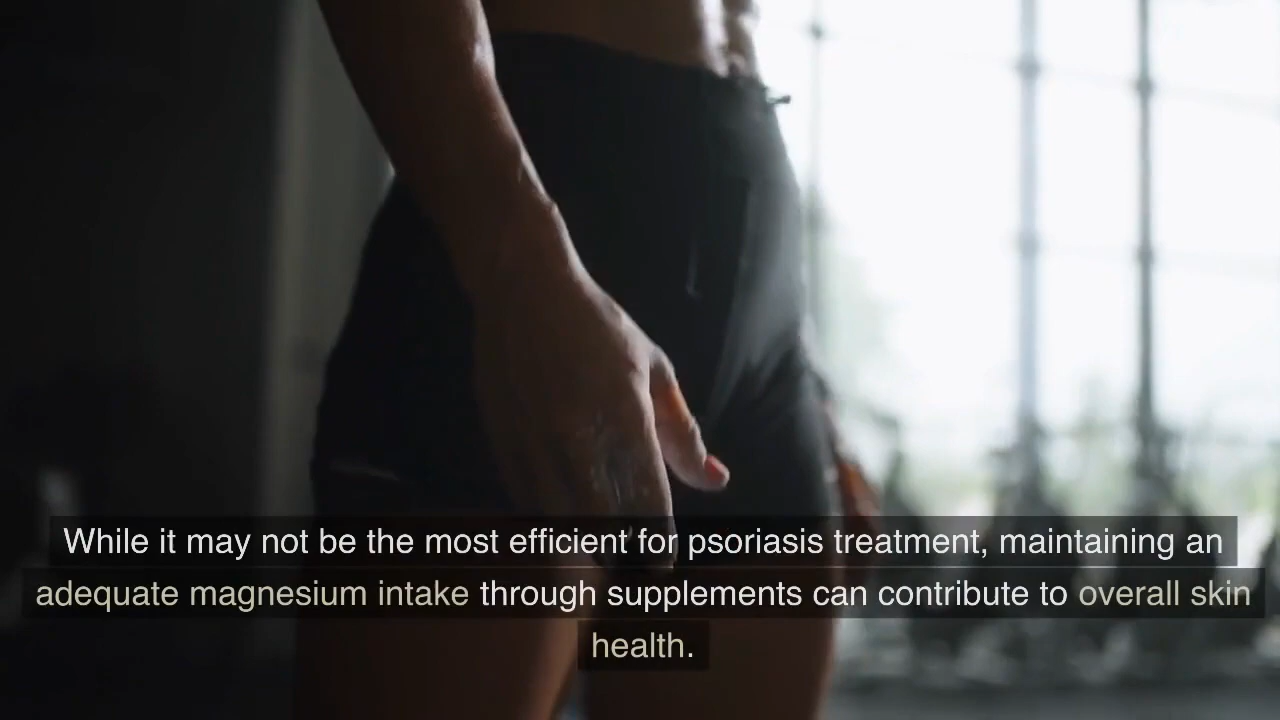 While it may not be the most efficient for psoriasis treatment, maintaining an
adequate magnesium intake through supplements can contribute to overall skin
health.